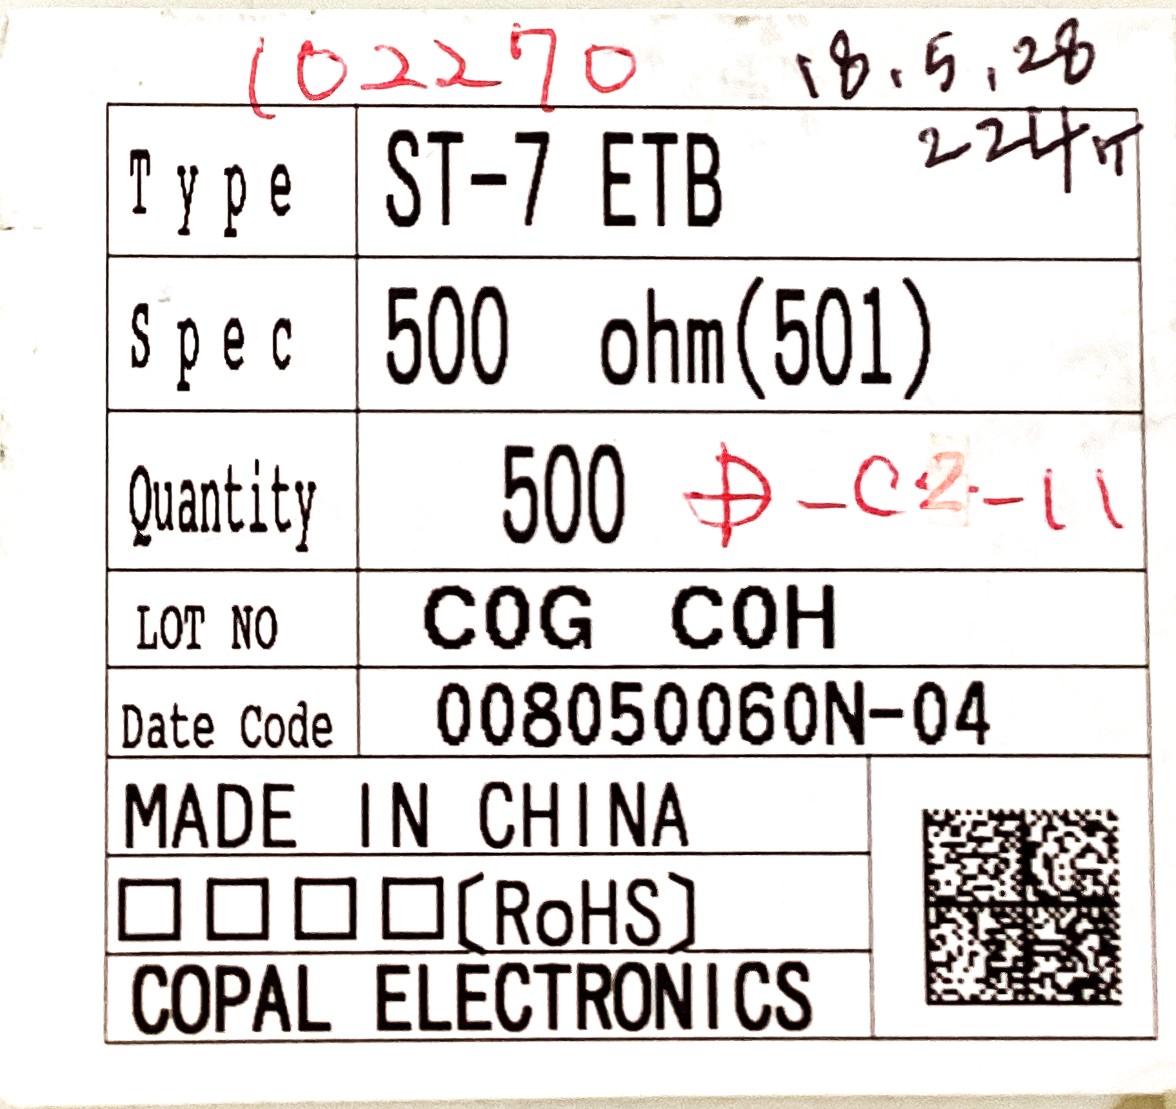 102270 18.5.28
Type ST-7 ETB 224
Spec 500 ohm(501)
Quantity 500 D-C2-11
LOT NO COG COH
Date Code 008050060N-04
MADE IN CHINA
□□□□(RoHS)
COPAL ELECTRONICS